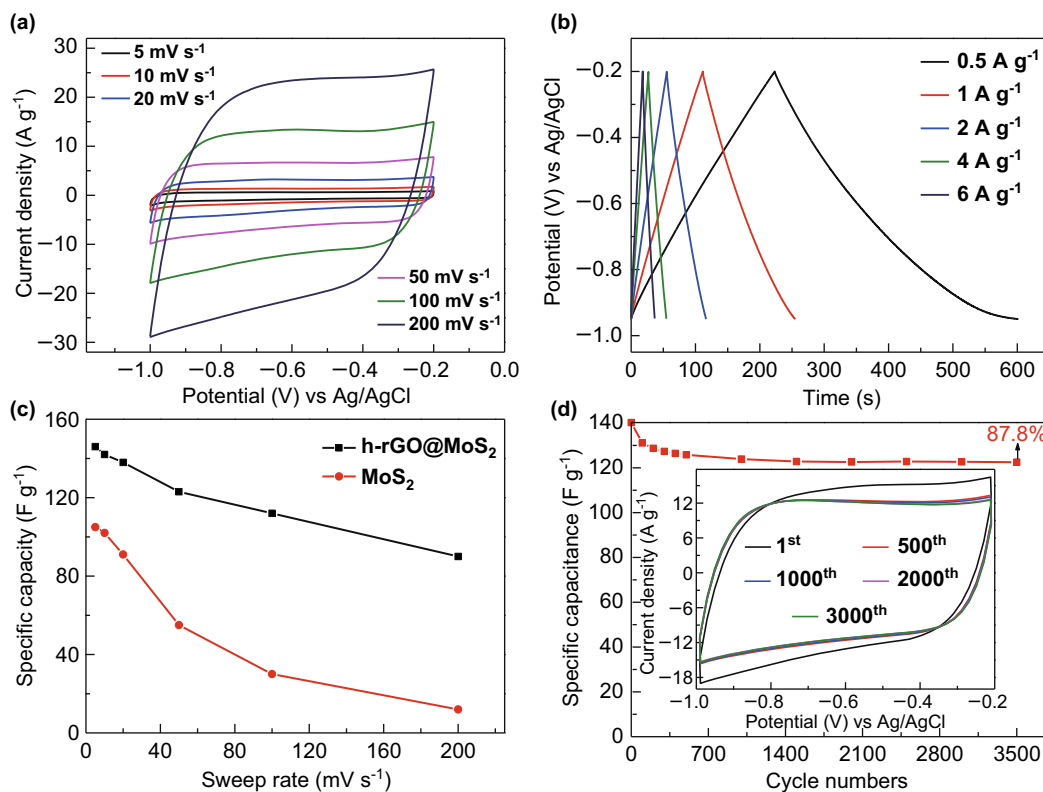 (a)
5 mV s⁻¹
10 mV s⁻¹
20 mV s⁻¹
50 mV s⁻¹
100 mV s⁻¹
200 mV s⁻¹
30
25
20
15
10
5
0
−5
−10
−15
−20
−25
−30
−1.0 −0.8 −0.6 −0.4 −0.2 0.0
Current density (A g⁻¹)
Potential (V) vs Ag/AgCl
(b)
0.5 A g⁻¹
1 A g⁻¹
2 A g⁻¹
4 A g⁻¹
6 A g⁻¹
−0.2
−0.4
−0.6
−0.8
−1.0
0 100 200 300 400 500 600
Potential (V) vs Ag/AgCl
Time (s)
(c)
h-rGO@MoS₂
MoS₂
160
120
80
40
0
0 40 80 120 160 200
Specific capacity (F g⁻¹)
Sweep rate (mV s⁻¹)
(d)
87.8%
140
120
100
80
60
40
20
0
0 700 1400 2100 2800 3500
Specific capacitance (F g⁻¹)
Cycle numbers
1ˢᵗ
500ᵗʰ
1000ᵗʰ
2000ᵗʰ
3000ᵗʰ
12
6
0
−6
−12
−18
−1.0 −0.8 −0.6 −0.4 −0.2
Current density (A g⁻¹)
Potential (V) vs Ag/AgCl